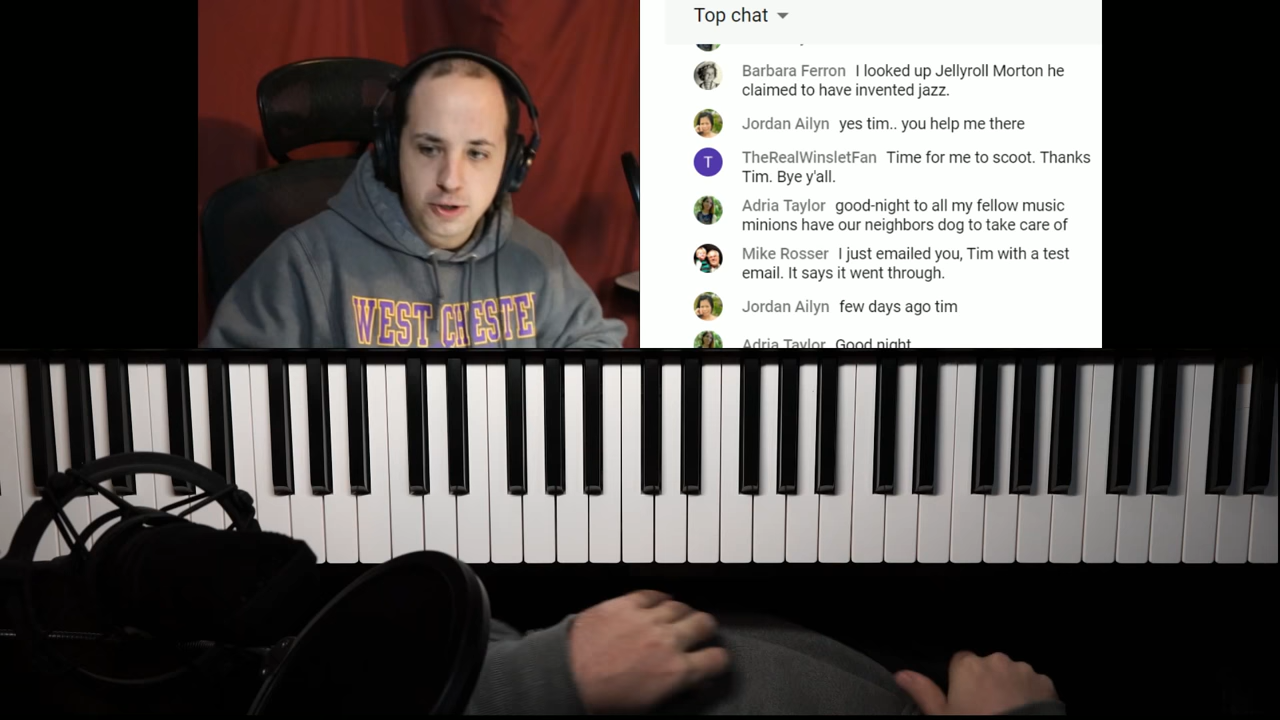 Top chat
Barbara Ferron I looked up Jellyroll Morton he
claimed to have invented jazz.
Jordan Ailyn yes tim.. you help me there
T TheRealWinsletFan Time for me to scoot. Thanks
Tim. Bye y'all.
Adria Taylor good-night to all my fellow music
minions have our neighbors dog to take care of
Mike Rosser I just emailed you, Tim with a test
email. It says it went through.
Jordan Ailyn few days ago tim
Adria Taylor Good night
WEST CHESTE